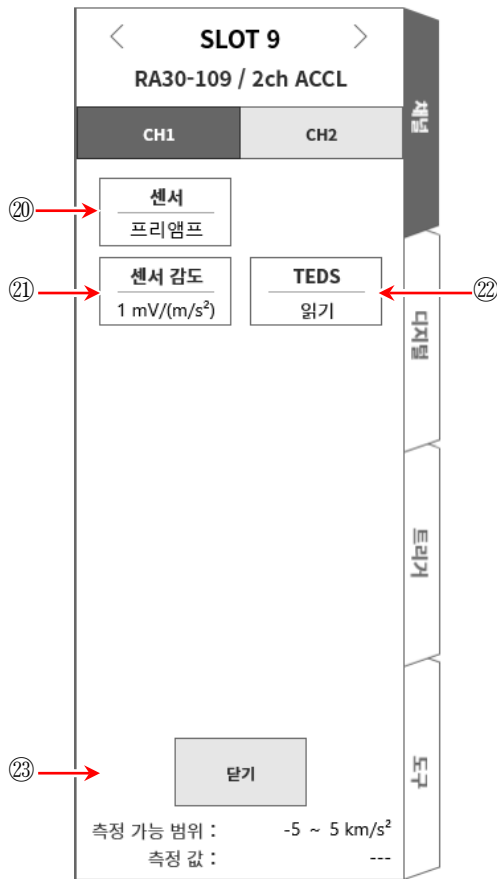 SLOT 9
RA30-109 / 2ch ACCL
CH1 CH2
⑳ 센서
프리앰프
㉑ 센서 감도
1 mV/(m/s²)
TEDS ㉒
읽기
㉓ 닫기
측정 가능 범위 : -5 ~ 5 km/s²
측정 값 : ---
채널
디지털
트리거
도구